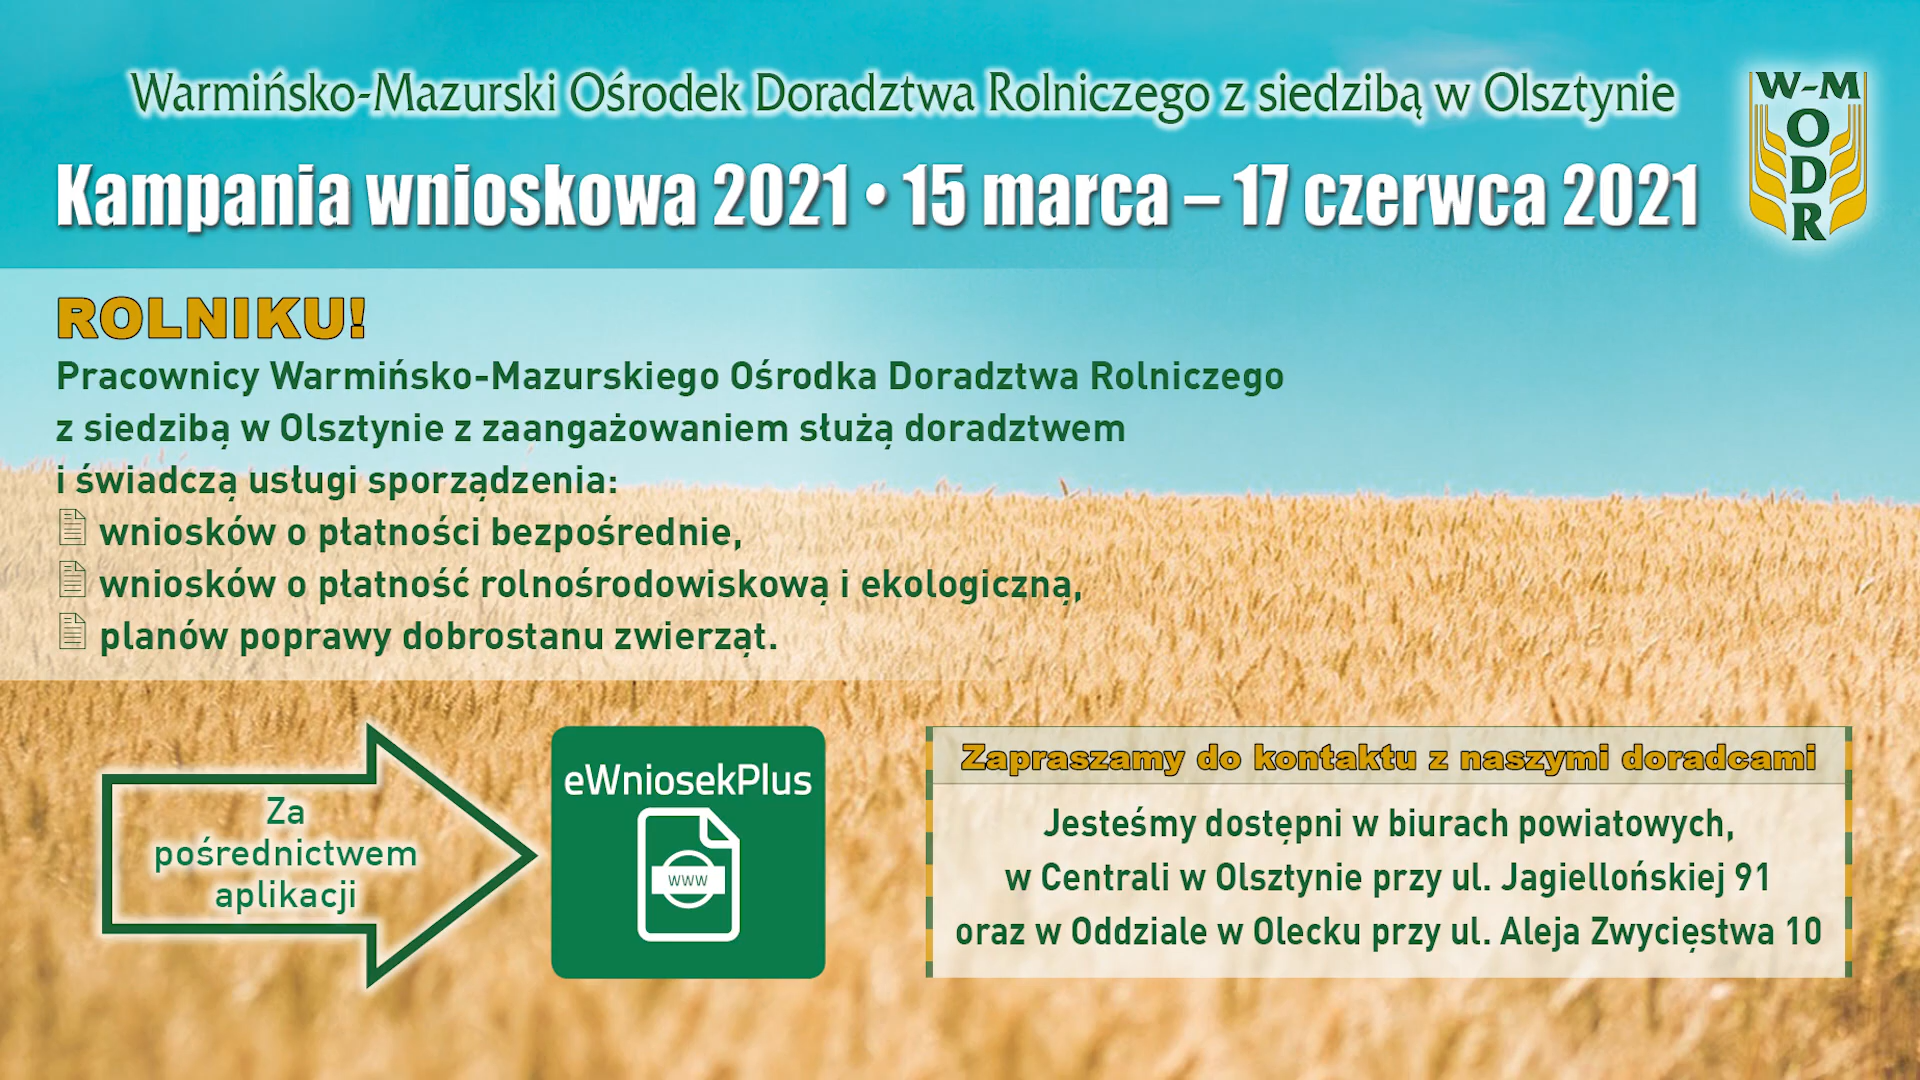 Warmińsko-Mazurski Ośrodek Doradztwa Rolniczego z siedzibą w Olsztynie
W-M
O
D
R
Kampania wnioskowa 2021 • 15 marca – 17 czerwca 2021
ROLNIKU!
Pracownicy Warmińsko-Mazurskiego Ośrodka Doradztwa Rolniczego
z siedzibą w Olsztynie z zaangażowaniem służą doradztwem
i świadczą usługi sporządzenia:
wniosków o płatności bezpośrednie,
wniosków o płatność rolnośrodowiskową i ekologiczną,
planów poprawy dobrostanu zwierząt.
Za
pośrednictwem
aplikacji
eWniosekPlus
www
Zapraszamy do kontaktu z naszymi doradcami
Jesteśmy dostępni w biurach powiatowych,
w Centrali w Olsztynie przy ul. Jagiellońskiej 91
oraz w Oddziale w Olecku przy ul. Aleja Zwycięstwa 10